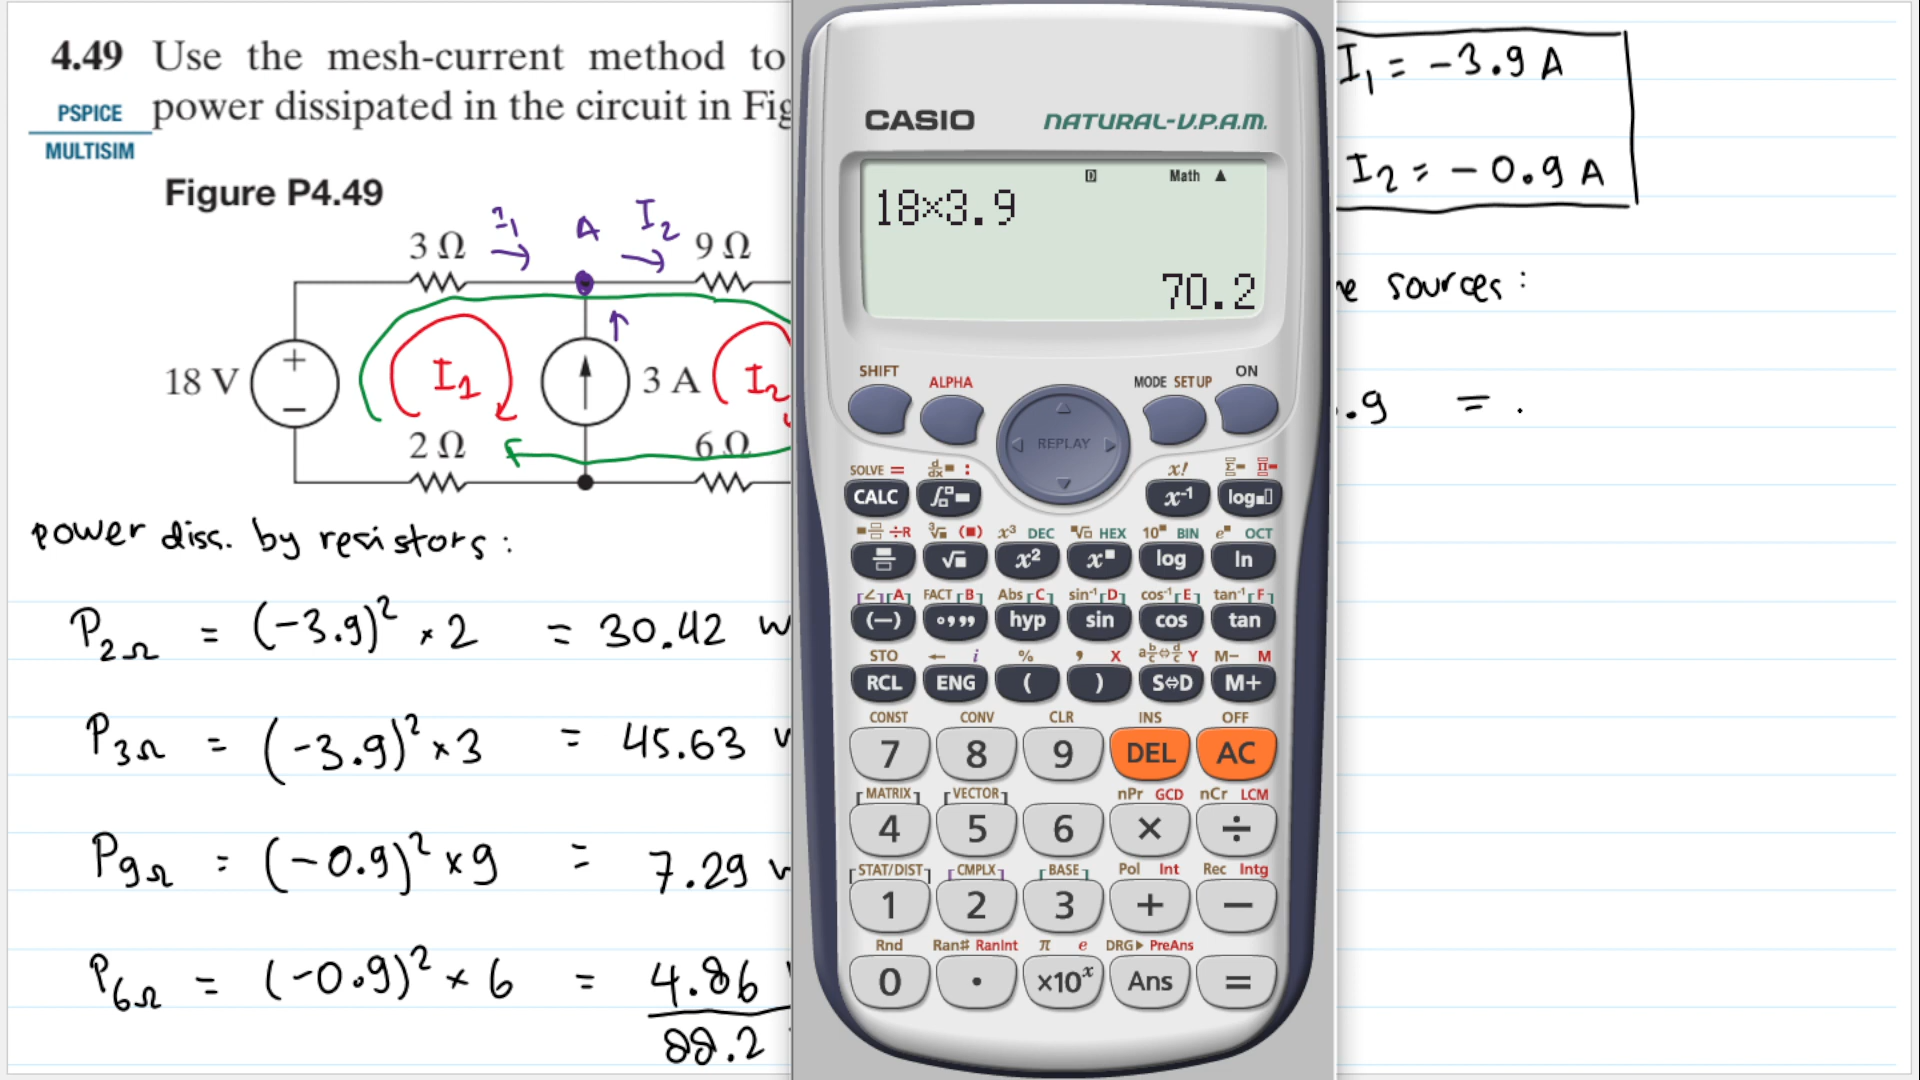 4.49 Use the mesh-current method to
PSPICE power dissipated in the circuit in Fig
MULTISIM
Figure P4.49
I1 A I2
3 Ω 9 Ω
18 V + − I1 3 A I2
2 Ω 6 Ω
power diss. by resistors :
P2Ω = (-3.9)² × 2 = 30.42 w
P3Ω = (-3.9)² × 3 = 45.63
P9Ω = (-0.9)² × 9 = 7.29
P6Ω = (-0.9)² × 6 = 4.86
88.2
CASIO NATURAL-V.P.A.M.
D Math ▲
18×3.9
70.2
SHIFT ALPHA MODE SETUP ON
REPLAY
SOLVE = d/dx : x! Σ Π
CALC ∫ x⁻¹ log
÷R ³√ x³ DEC √ HEX 10 BIN e OCT
√ x² x log ln
∠ A FACT B Abs C sin⁻¹ D cos⁻¹ E tan⁻¹ F
(−) °’’’ hyp sin cos tan
STO ← i % , X a b/c⇔d/c Y M− M
RCL ENG ( ) S⇔D M+
CONST CONV CLR INS OFF
7 8 9 DEL AC
MATRIX VECTOR nPr GCD nCr LCM
4 5 6 × ÷
STAT/DIST CMPLX BASE Pol Int Rec Intg
1 2 3 + −
Rnd Ran# RanInt π e DRG▶ PreAns
0 . ×10ˣ Ans =
I1 = -3.9 A
I2 = -0.9 A
e sources :
.9 = .